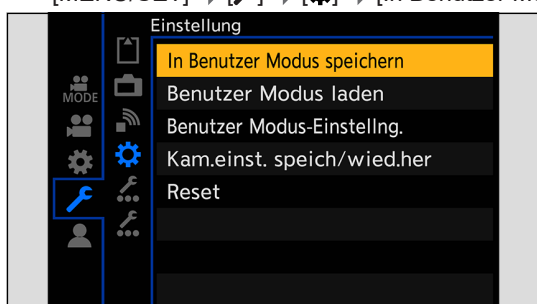 Einstellung
In Benutzer Modus speichern
MODE
Benutzer Modus laden
Benutzer Modus-Einstellng.
Kam.einst. speich/wied.her
Reset